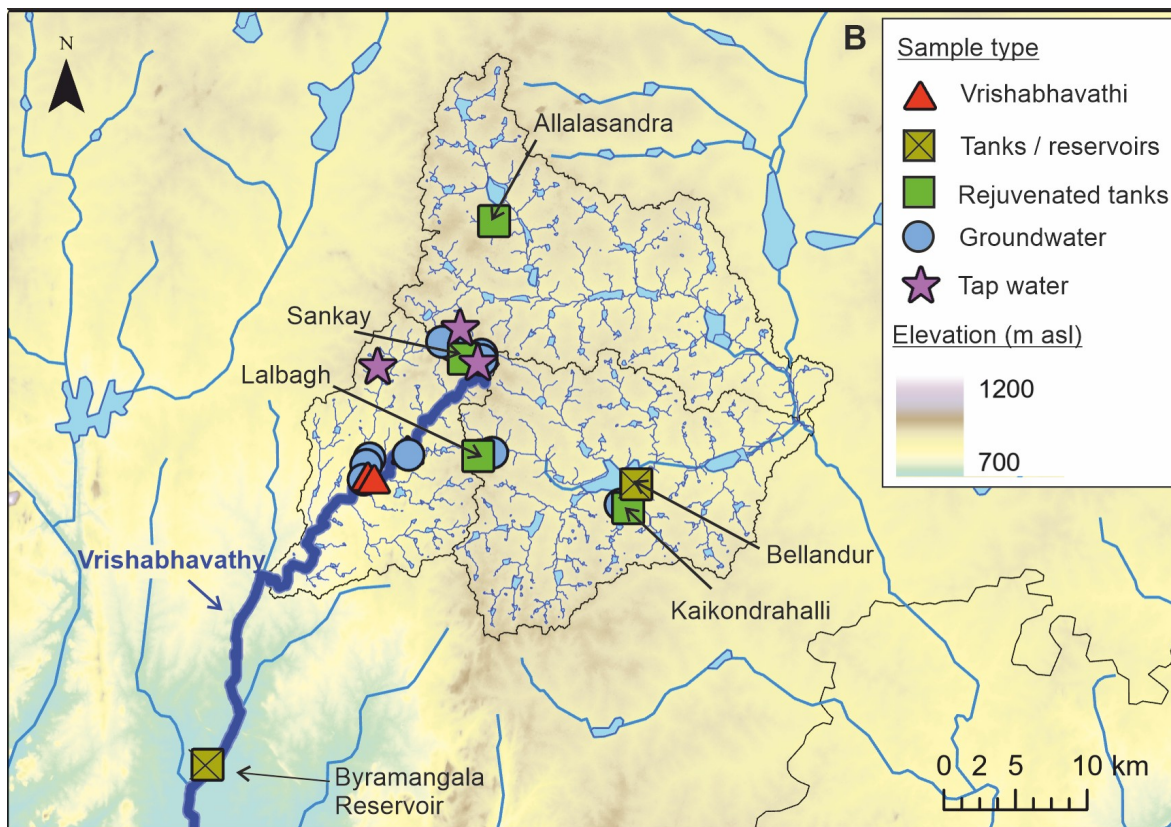 N
B
Sample type
Vrishabhavathi
Tanks / reservoirs
Rejuvenated tanks
Groundwater
Tap water
Elevation (m asl)
1200
700
Allalasandra
Sankay
Lalbagh
Vrishabhavathy
Bellandur
Kaikondrahalli
Byramangala
Reservoir
0 2 5 10 km